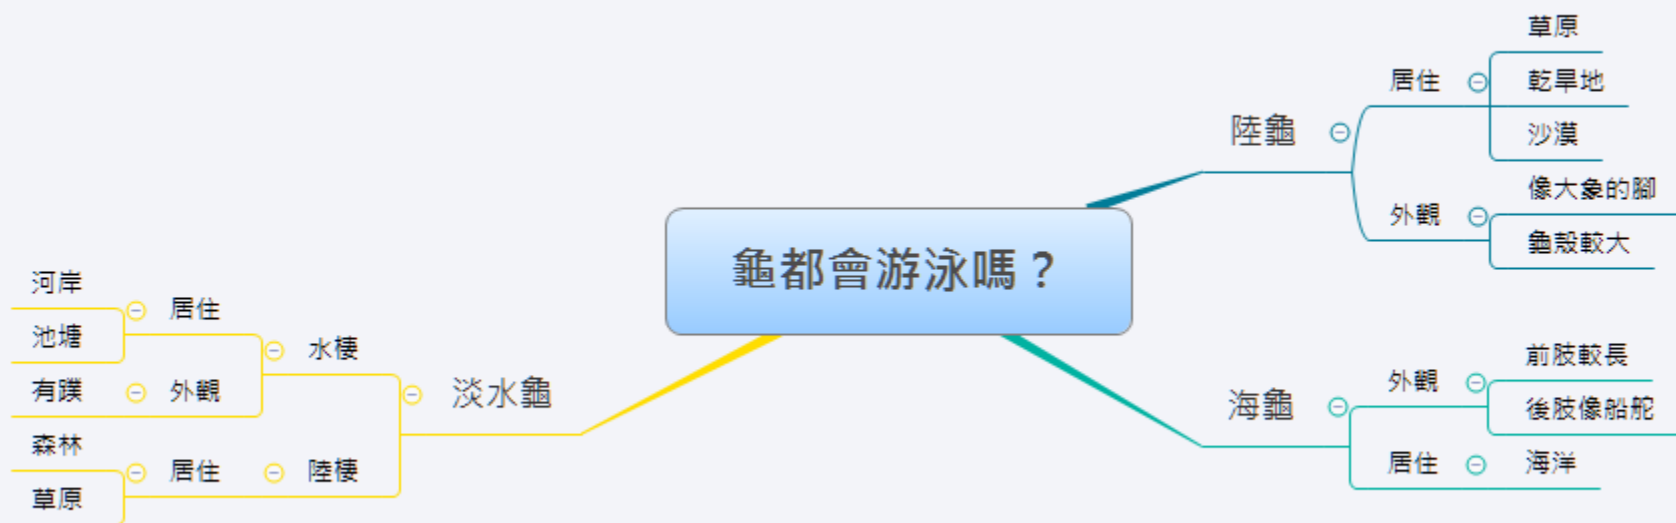 龜都會游泳嗎？
陸龜
居住
草原
乾旱地
沙漠
外觀
像大象的腳
龜殼較大
海龜
外觀
前肢較長
後肢像船舵
居住
海洋
淡水龜
水棲
居住
河岸
池塘
外觀
有蹼
陸棲
居住
森林
草原